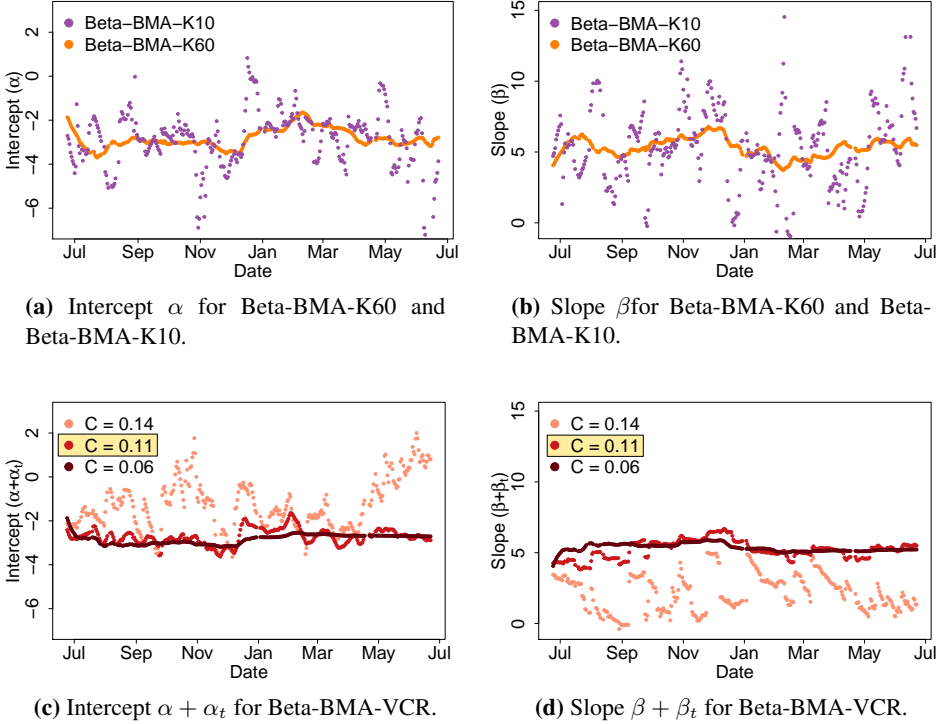 Beta−BMA−K10
Beta−BMA−K60
2
0
−2
−4
−6
Intercept (α)
Jul Sep Nov Jan Mar May Jul
Date
(a) Intercept α for Beta-BMA-K60 and
Beta-BMA-K10.
Beta−BMA−K10
Beta−BMA−K60
15
10
5
0
Slope (β)
Jul Sep Nov Jan Mar May Jul
Date
(b) Slope βfor Beta-BMA-K60 and Beta-
BMA-K10.
C = 0.14
C = 0.11
C = 0.06
2
0
−2
−4
−6
Intercept (α+αt)
Jul Sep Nov Jan Mar May Jul
Date
(c) Intercept α + αt for Beta-BMA-VCR.
C = 0.14
C = 0.11
C = 0.06
15
10
5
0
Slope (β+βt)
Jul Sep Nov Jan Mar May Jul
Date
(d) Slope β + βt for Beta-BMA-VCR.